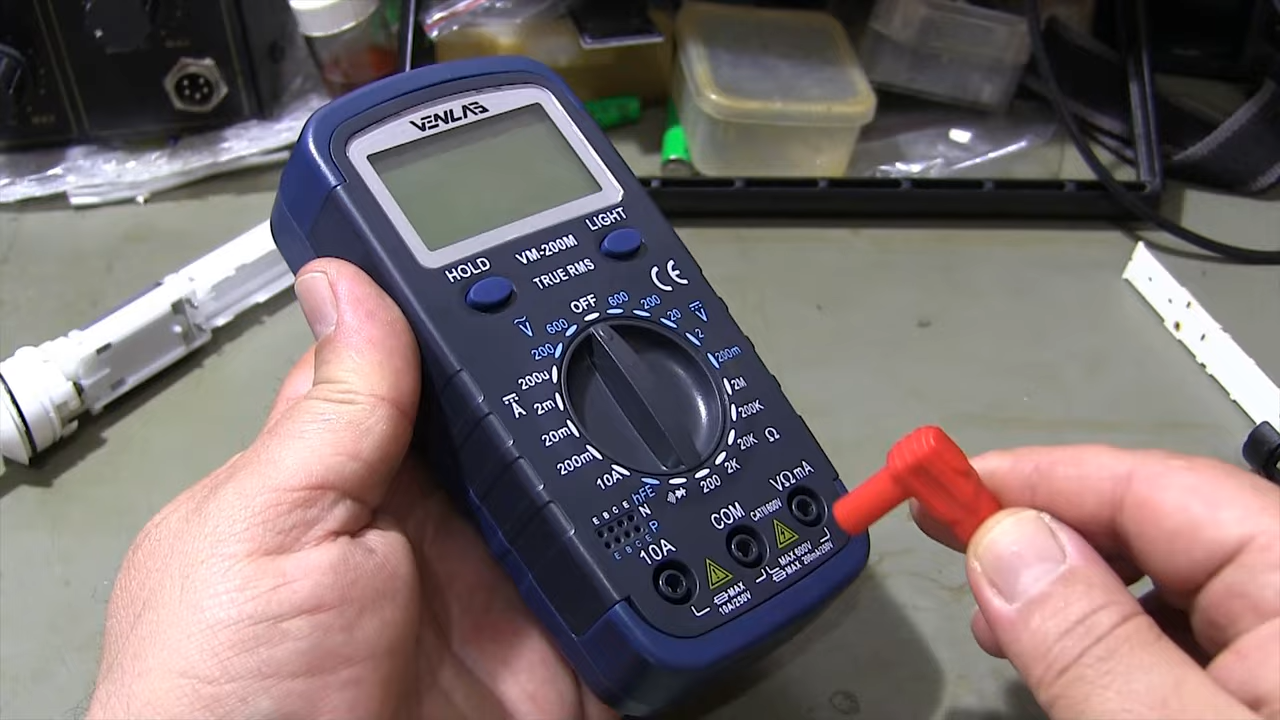 VENLAB
HOLD
VM-200M
LIGHT
TRUE RMS
CE
OFF
600
200
20
2
200m
V
2M
200K
20K
2K
200
Ω
hFE
10A
200m
20m
2m
200u
A
200
600
V
E B C E
N
P
E B C E
10A
COM
VΩmA
CATII 600V
MAX
10A/250V
MAX 600V
MAX 200mA/250V